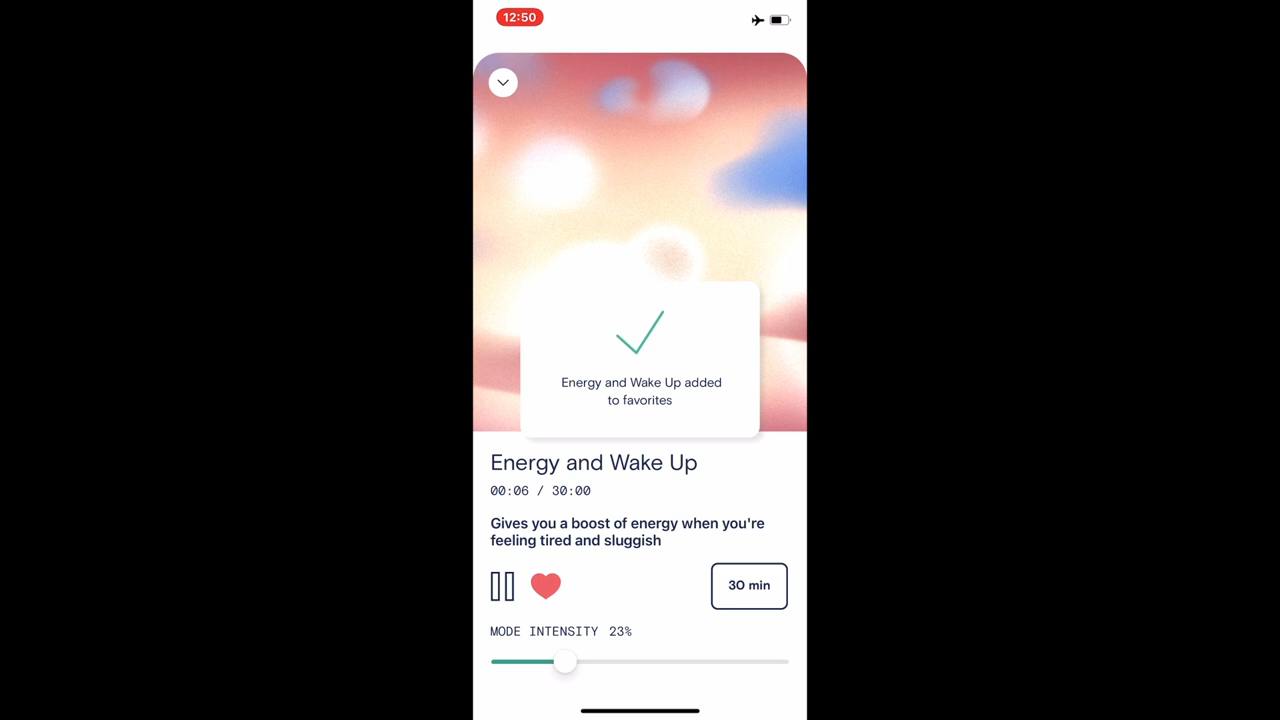 12:50
Energy and Wake Up added
to favorites
Energy and Wake Up
00:06 / 30:00
Gives you a boost of energy when you're
feeling tired and sluggish
30 min
MODE INTENSITY 23%